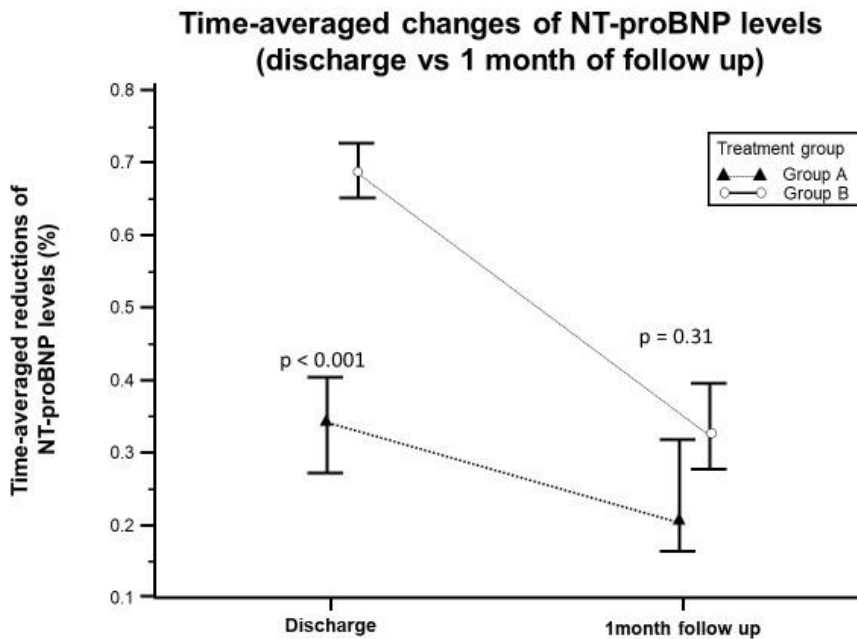 Time-averaged changes of NT-proBNP levels
(discharge vs 1 month of follow up)
Time-averaged reductions of
NT-proBNP levels (%)
0.8
0.7
0.6
0.5
0.4
0.3
0.2
0.1
Treatment group
Group A
Group B
p < 0.001
p = 0.31
Discharge
1month follow up